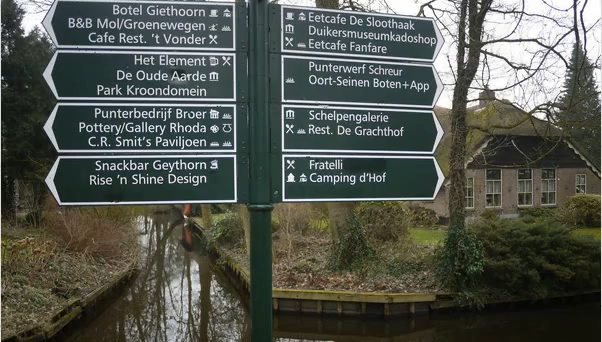 Botel Giethoorn
B&B Mol/Groenewegen
Cafe Rest. 't Vonder
Het Element
De Oude Aarde
Park Kroondomein
Punterbedrijf Broer
Pottery/Gallery Rhoda
C.R. Smit's Paviljoen
Snackbar Geythorn
Rise 'n Shine Design
Eetcafe De Sloothaak
Duikersmuseumkadoshop
Eetcafe Fanfare
Punterwerf Schreur
Oort-Seinen Boten+App
Schelpengalerie
Rest. De Grachthof
Fratelli
Camping d'Hof